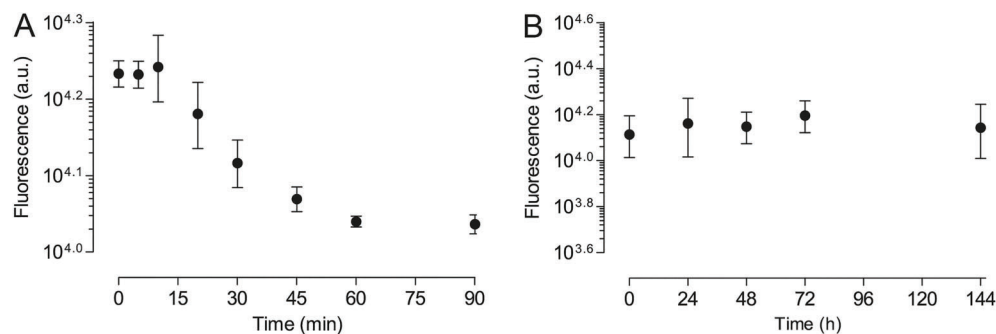 A
Fluorescence (a.u.)
10^4.3
10^4.2
10^4.1
10^4.0
0 15 30 45 60 75 90
Time (min)
B
Fluorescence (a.u.)
10^4.6
10^4.4
10^4.2
10^4.0
10^3.8
10^3.6
0 24 48 72 96 120 144
Time (h)